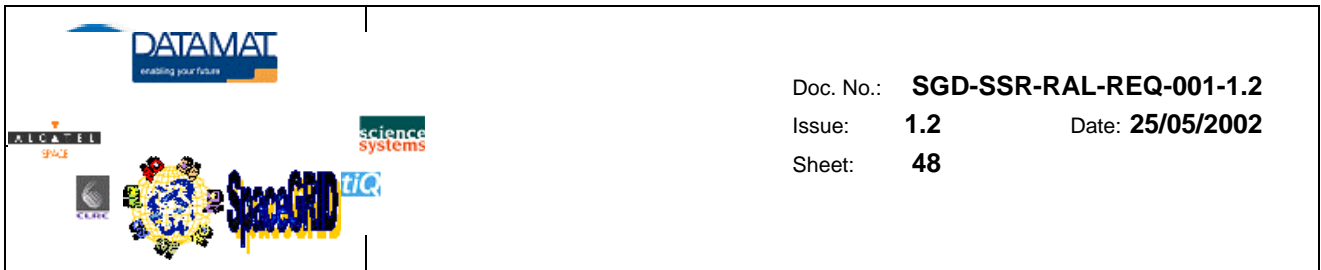 DATAMAT
enabling your future
Doc. No.: SGD-SSR-RAL-REQ-001-1.2
Issue: 1.2 Date: 25/05/2002
Sheet: 48
ALCATEL
SPACE
science
systems
CLRC
SpaceGRID
tiQ